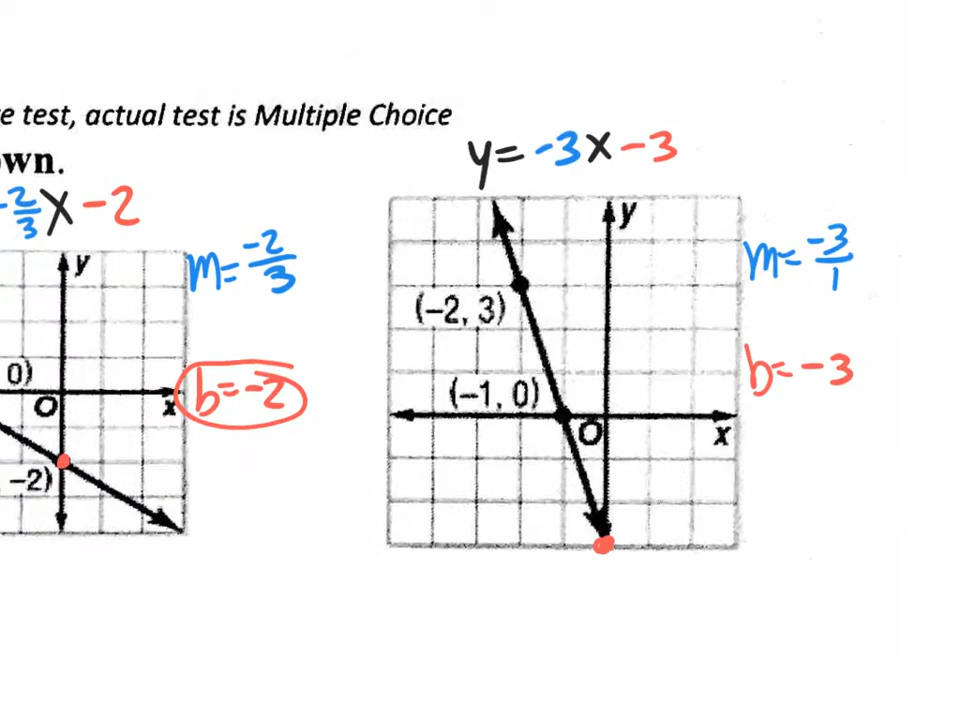 e test, actual test is Multiple Choice
own.
-2/3 x - 2
y = -3x - 3
y
m = -2/3
0)
b = -2
O
x
-2)
y
m = -3/1
(−2, 3)
b = -3
(−1, 0)
O
x